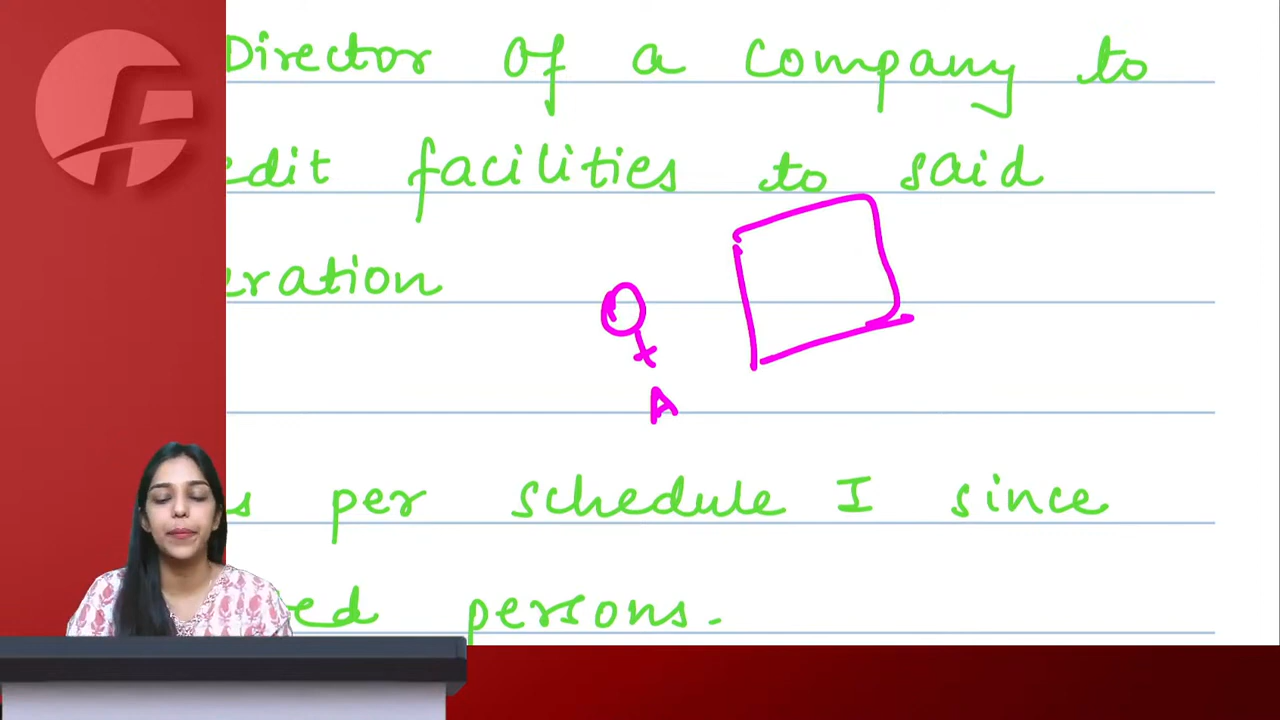 Director of a company to
edit facilities to said
eration
A
s per schedule I since
ed persons.